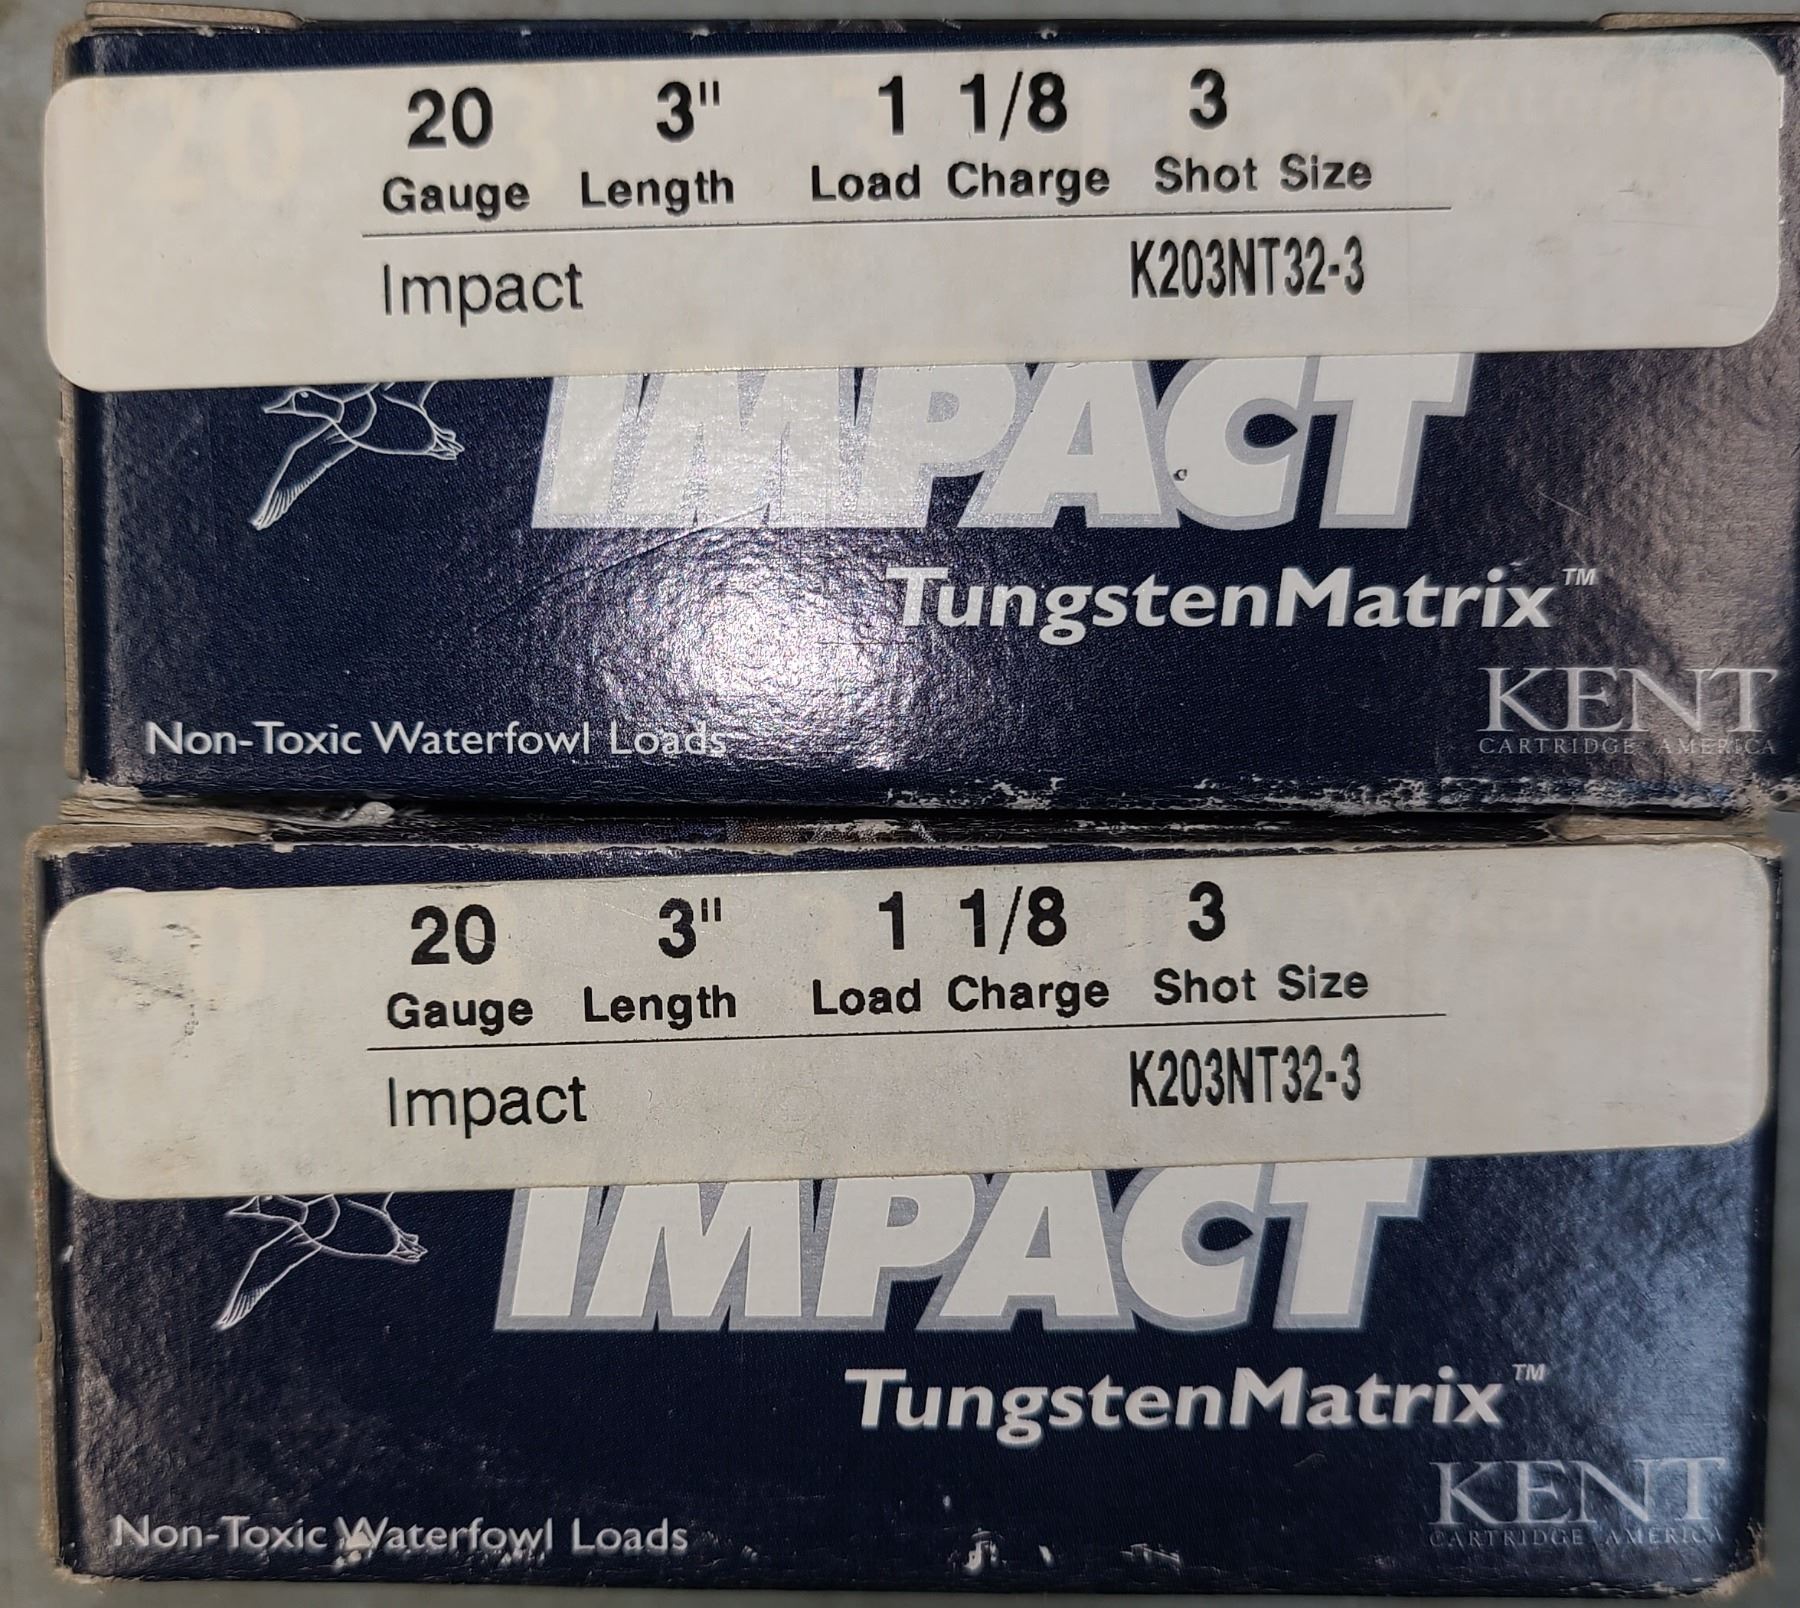 20 3" 1 1/8 3
Gauge Length Load Charge Shot Size
Impact K203NT32-3
IMPACT
TungstenMatrix™
KENT
CARTRIDGE AMERICA
Non-Toxic Waterfowl Loads
20 3" 1 1/8 3
Gauge Length Load Charge Shot Size
Impact K203NT32-3
IMPACT
TungstenMatrix™
KENT
CARTRIDGE AMERICA
Non-Toxic Waterfowl Loads